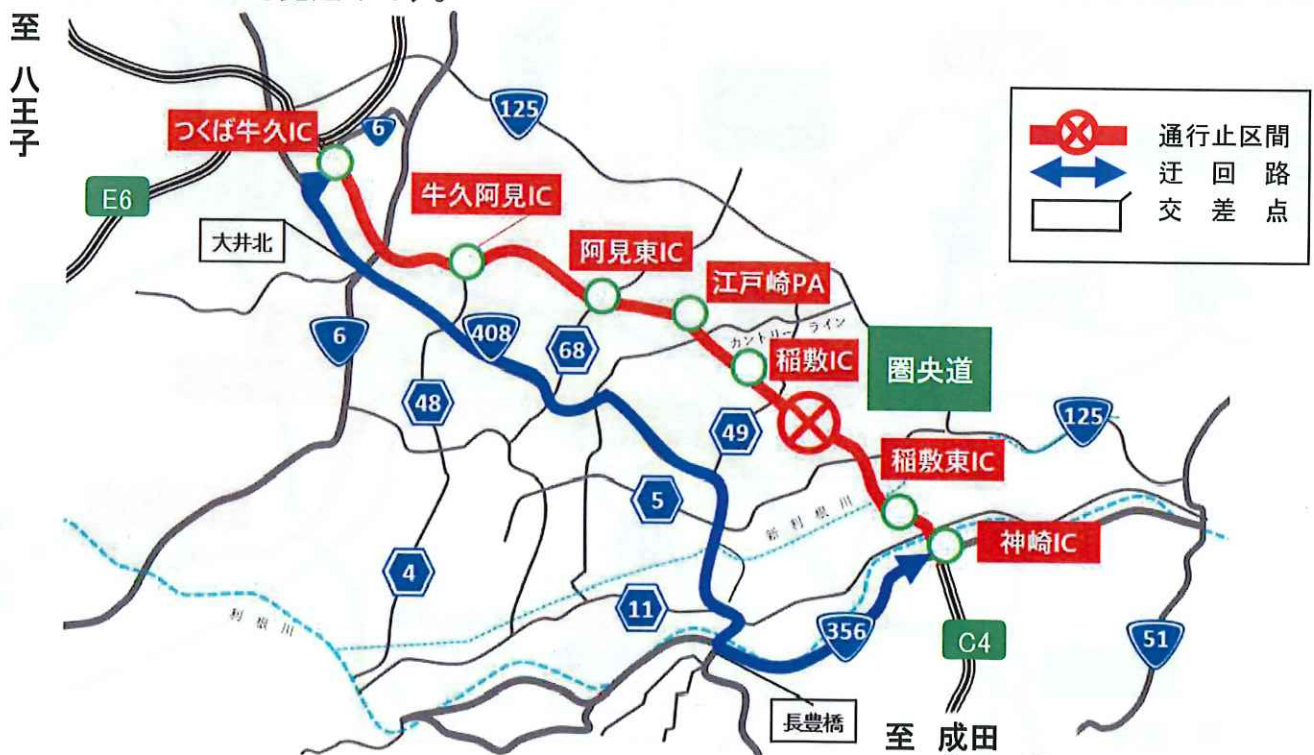 至 八王子
つくば牛久IC
6
125
E6
牛久阿見IC
大井北
阿見東IC
江戸崎PA
通行止区間
迂回路
交差点
6
408
68
カントリーライン
稲敷IC
圏央道
48
49
125
稲敷東IC
5
新利根川
神崎IC
4
利根川
11
356
C4
51
長豊橋
至 成田